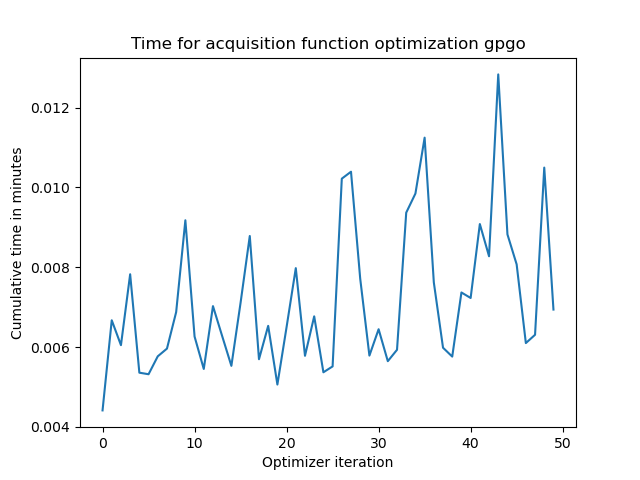 Time for acquisition function optimization gpgo
0.012
0.010
0.008
0.006
0.004
Cumulative time in minutes
0 10 20 30 40 50
Optimizer iteration